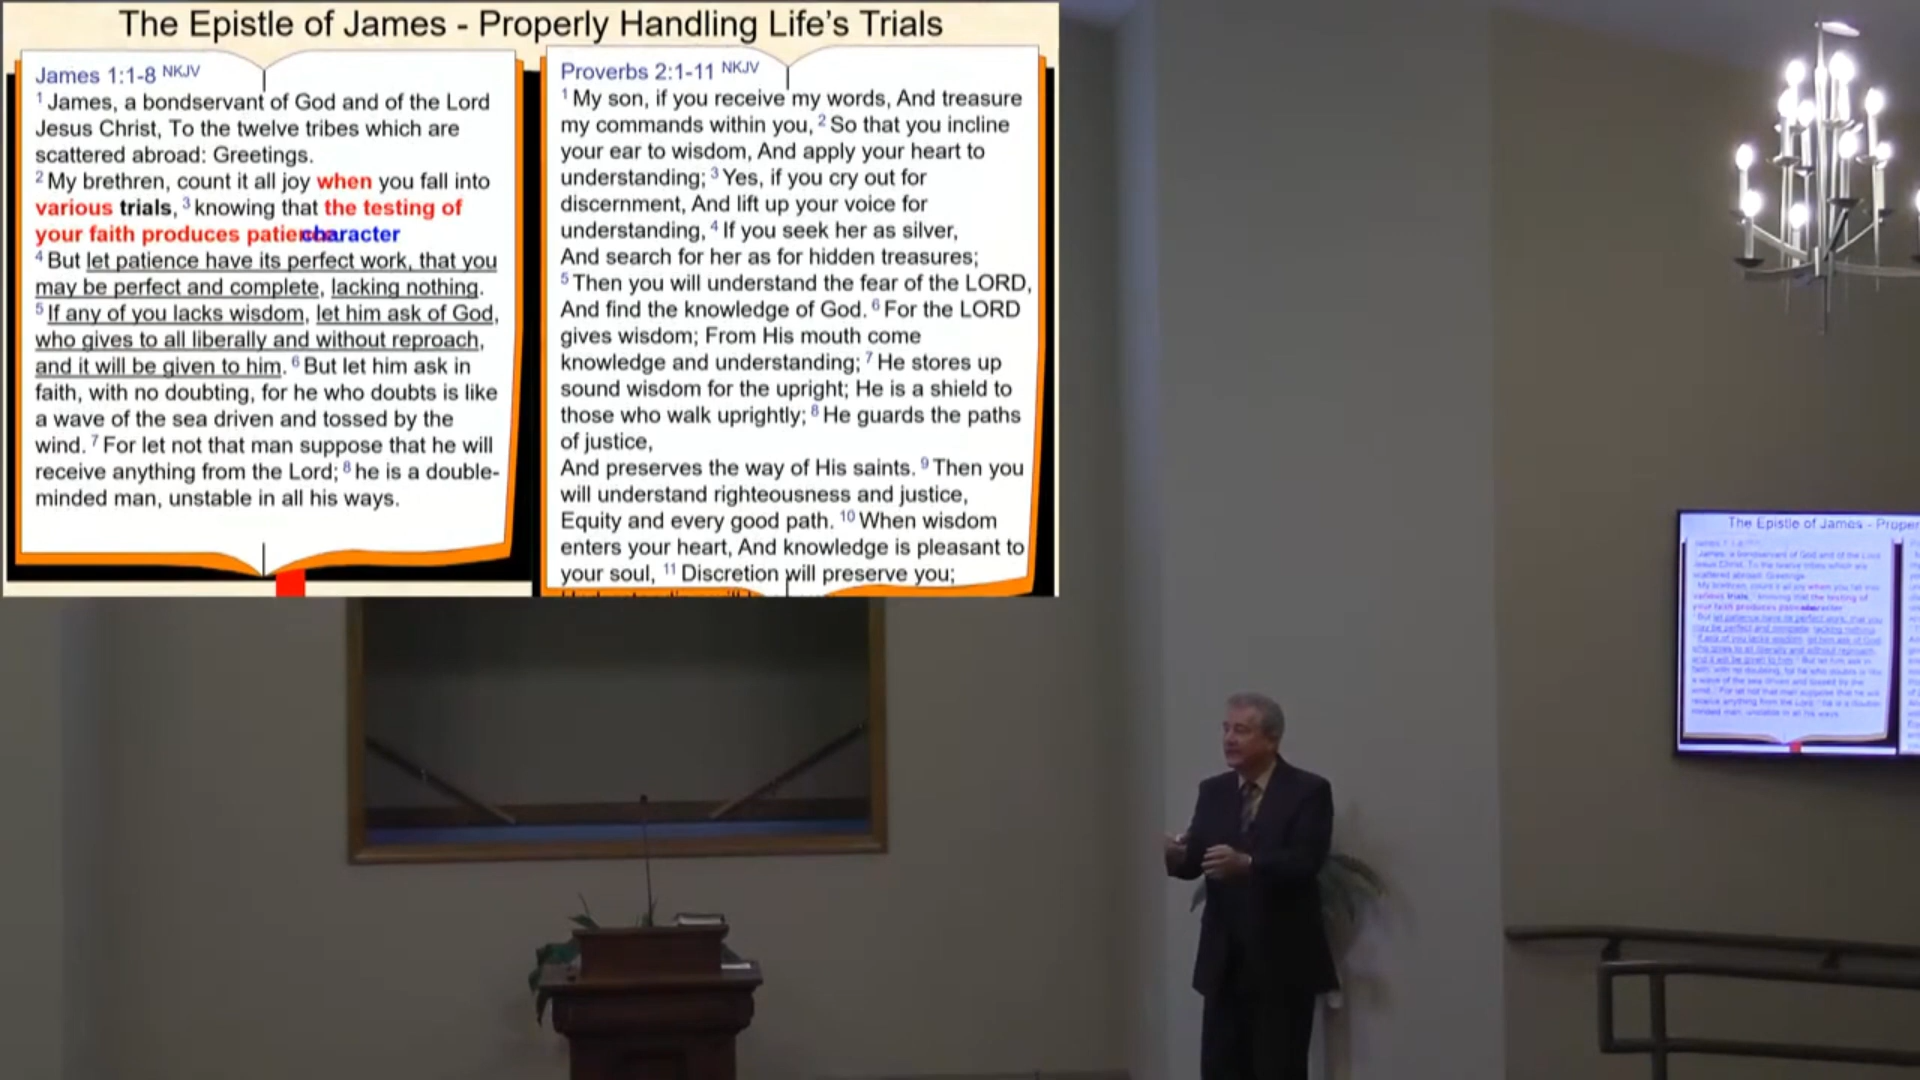 The Epistle of James - Properly Handling Life's Trials
James 1:1-8 NKJV
1 James, a bondservant of God and of the Lord
Jesus Christ, To the twelve tribes which are
scattered abroad: Greetings.
2 My brethren, count it all joy when you fall into
various trials, 3 knowing that the testing of
your faith produces character
4 But let patience have its perfect work, that you
may be perfect and complete, lacking nothing.
5 If any of you lacks wisdom, let him ask of God,
who gives to all liberally and without reproach,
and it will be given to him. 6 But let him ask in
faith, with no doubting, for he who doubts is like
a wave of the sea driven and tossed by the
wind. 7 For let not that man suppose that he will
receive anything from the Lord; 8 he is a double-
minded man, unstable in all his ways.
Proverbs 2:1-11 NKJV
1 My son, if you receive my words, And treasure
my commands within you, 2 So that you incline
your ear to wisdom, And apply your heart to
understanding; 3 Yes, if you cry out for
discernment, And lift up your voice for
understanding, 4 If you seek her as silver,
And search for her as for hidden treasures;
5 Then you will understand the fear of the LORD,
And find the knowledge of God. 6 For the LORD
gives wisdom; From His mouth come
knowledge and understanding; 7 He stores up
sound wisdom for the upright; He is a shield to
those who walk uprightly; 8 He guards the paths
of justice,
And preserves the way of His saints. 9 Then you
will understand righteousness and justice,
Equity and every good path. 10 When wisdom
enters your heart, And knowledge is pleasant to
your soul, 11 Discretion will preserve you;
The Epistle of James - Proper